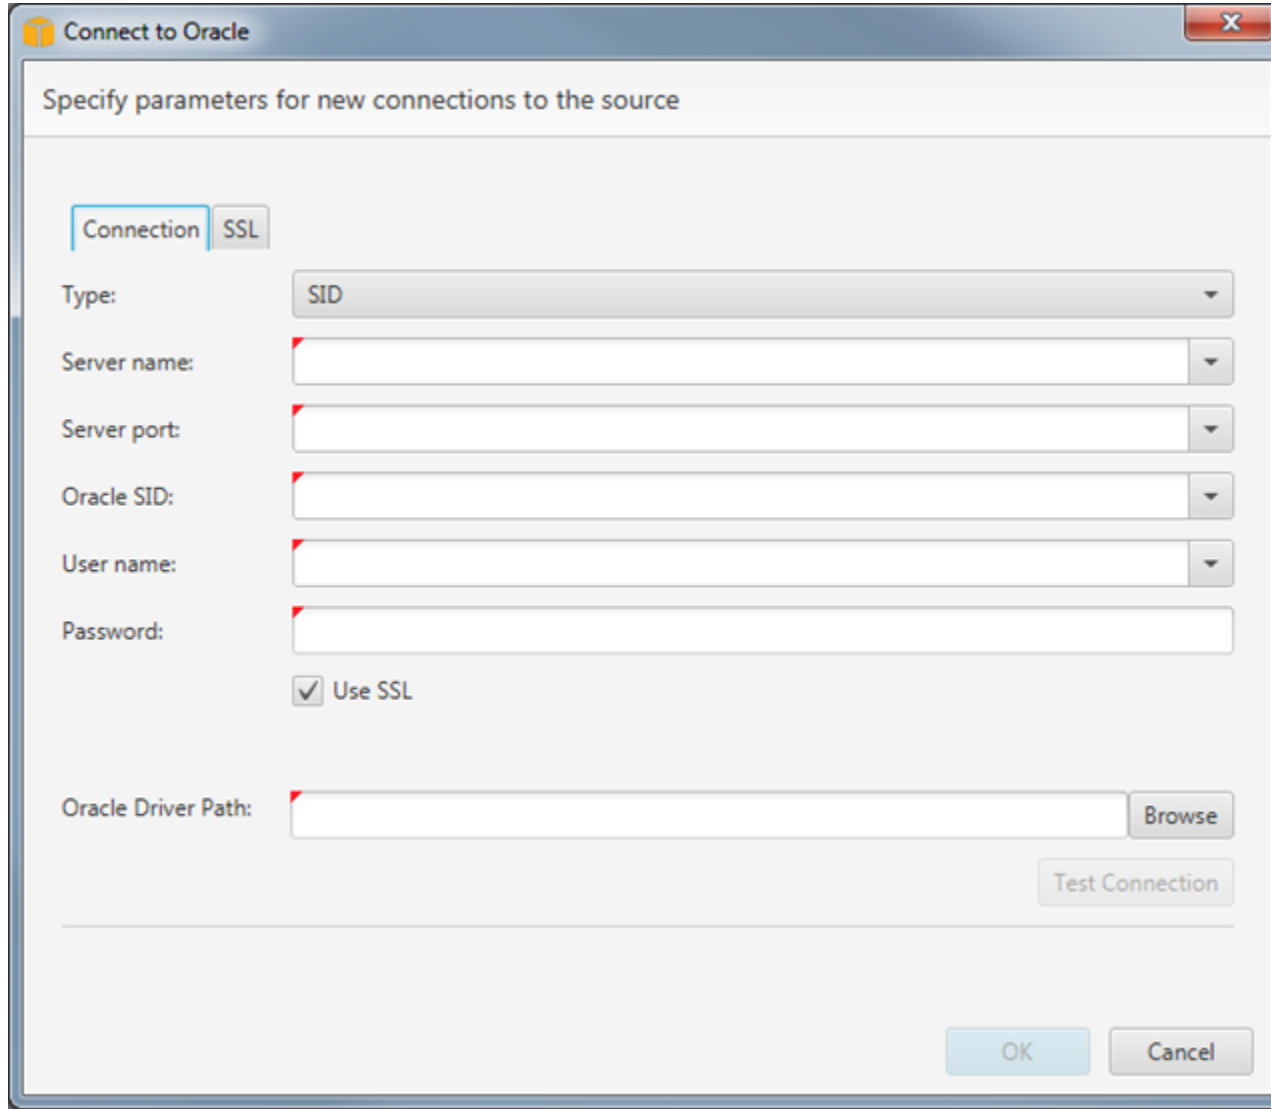 Connect to Oracle
Specify parameters for new connections to the source
Connection SSL
Type: SID
Server name:
Server port:
Oracle SID:
User name:
Password:
Use SSL
Oracle Driver Path: Browse
Test Connection
OK Cancel